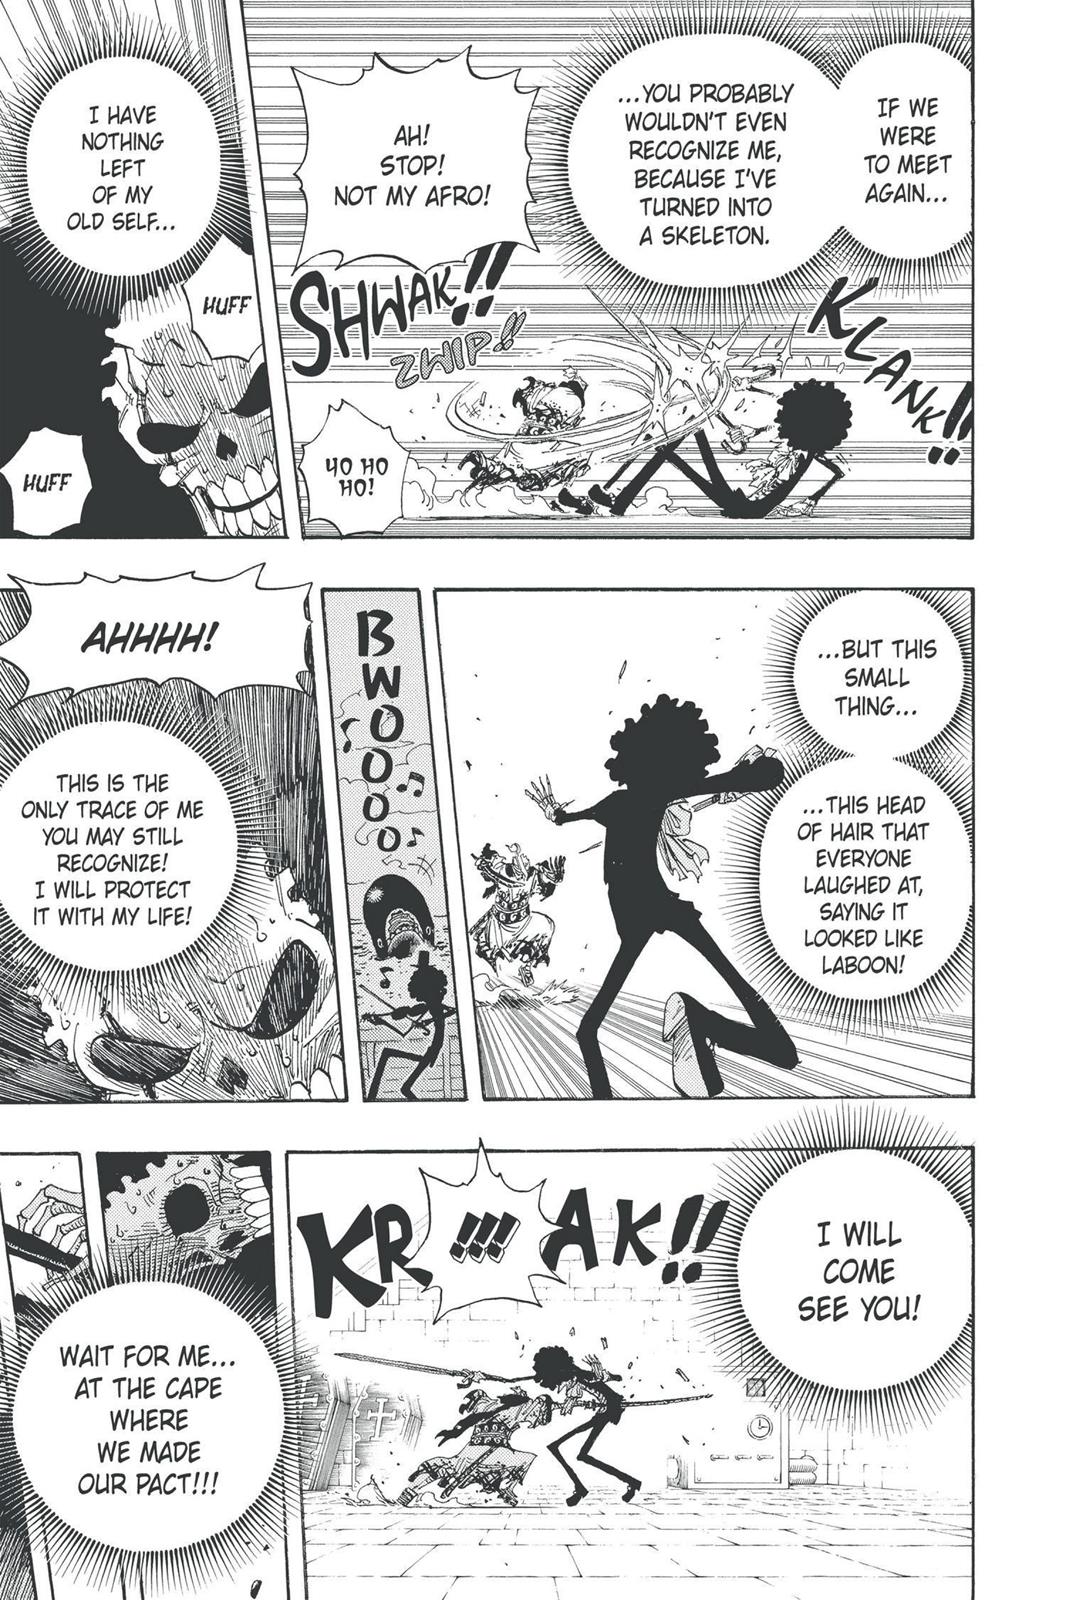 IF WE
WERE
TO MEET
AGAIN...
...YOU PROBABLY
WOULDN'T EVEN
RECOGNIZE ME,
BECAUSE I'VE
TURNED INTO
A SKELETON.
AH!
STOP!
NOT MY AFRO!
KLANK!!
SHWAK!!
ZWIP!!
YO HO
HO!
I HAVE
NOTHING
LEFT
OF MY
OLD SELF...
HUFF
HUFF
...BUT THIS
SMALL
THING...
...THIS HEAD
OF HAIR THAT
EVERYONE
LAUGHED AT,
SAYING IT
LOOKED LIKE
LABOON!
BWOOOOO
AHHHH!
THIS IS THE
ONLY TRACE OF ME
YOU MAY STILL
RECOGNIZE!
I WILL PROTECT
IT WITH MY LIFE!
I WILL
COME
SEE YOU!
KR AK!!
!!!
WAIT FOR ME...
AT THE CAPE
WHERE
WE MADE
OUR PACT!!!